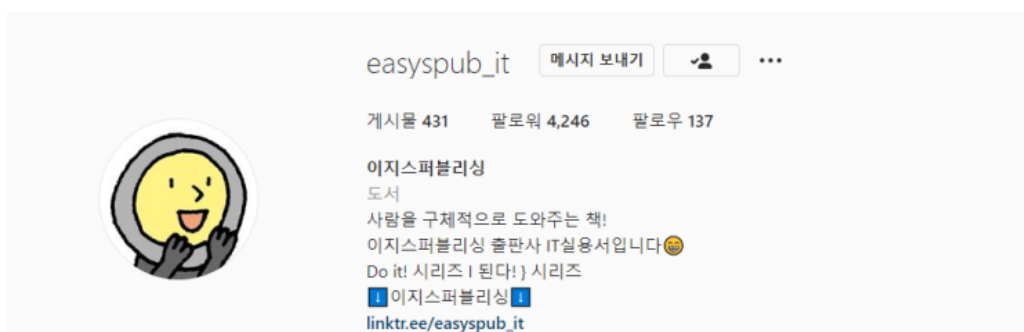 easyspub_it 메시지 보내기
게시물 431 팔로워 4,246 팔로우 137
이지스퍼블리싱
도서
사람을 구체적으로 도와주는 책!
이지스퍼블리싱 출판사 IT실용서입니다😁
Do it! 시리즈 I 된다! } 시리즈
⬇️이지스퍼블리싱⬇️
linktr.ee/easyspub_it